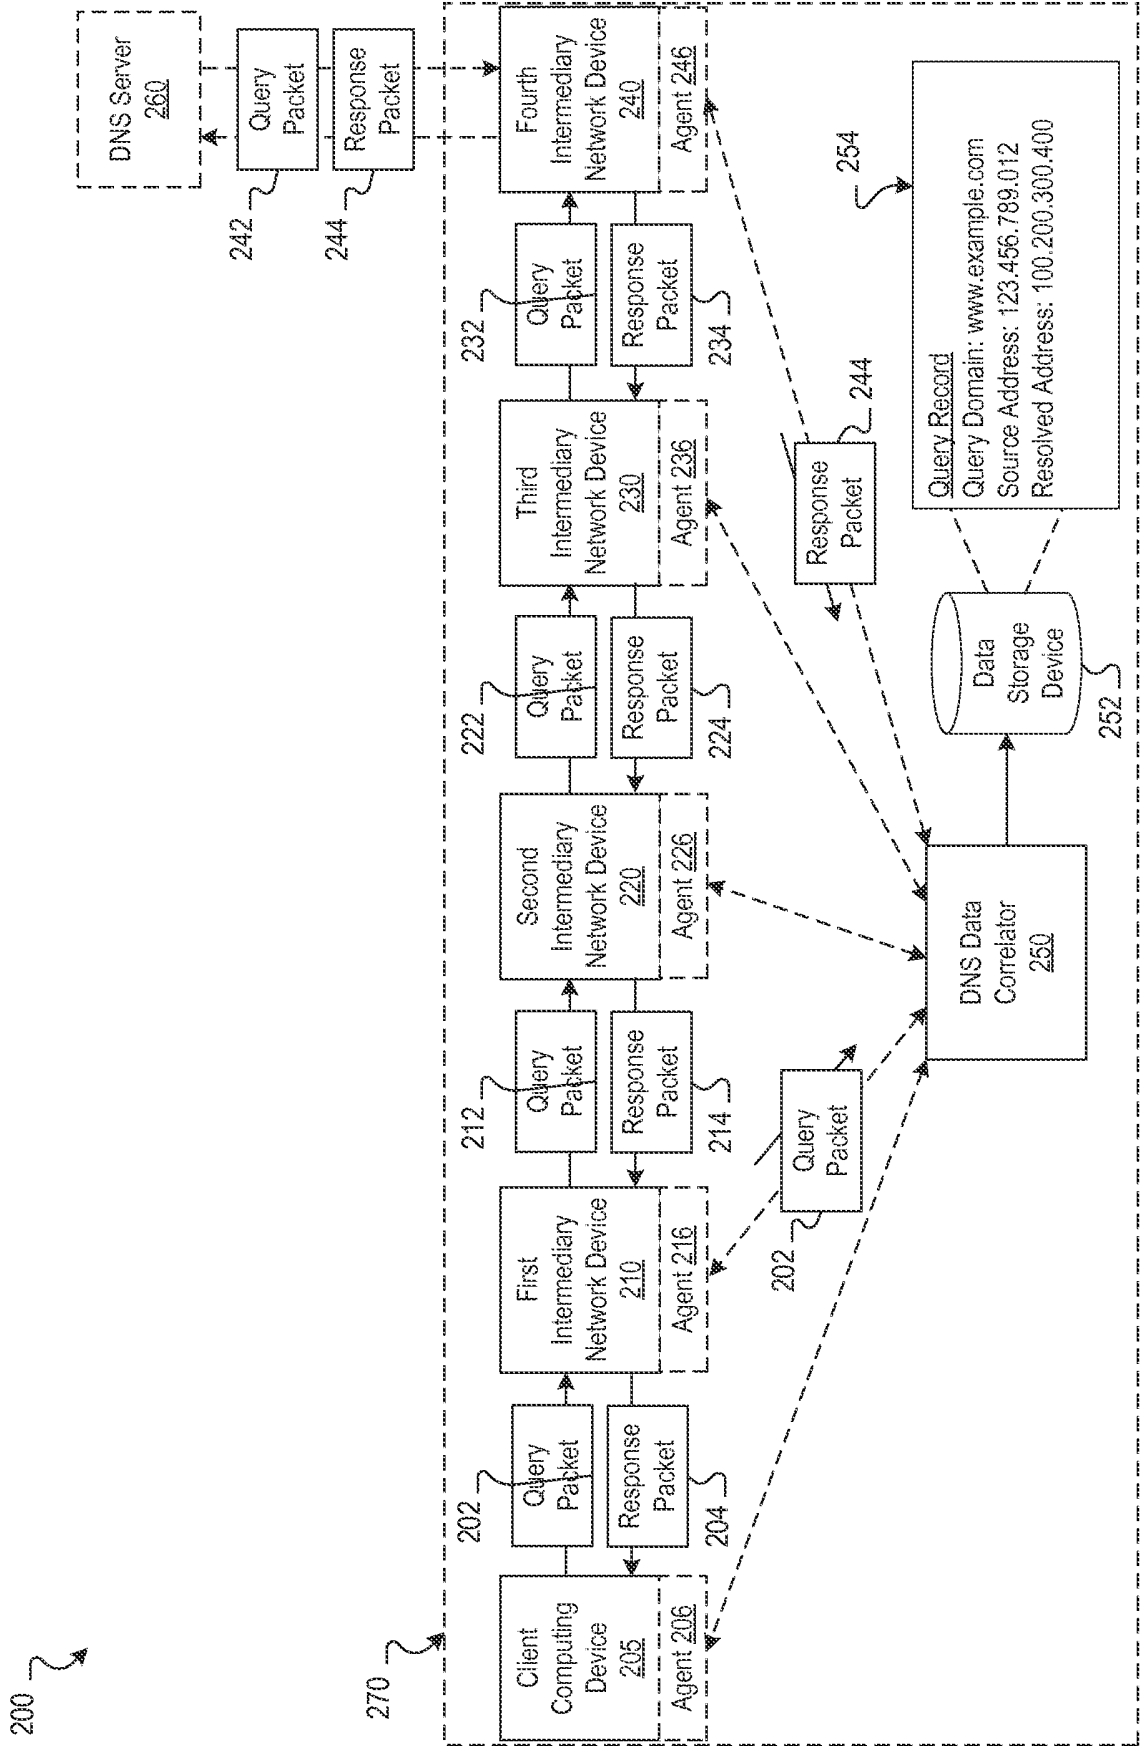 200
270
DNS Server
260
242
Query
Packet
244
Response
Packet
Client
Computing
Device
205
Agent 206
202
Query
Packet
Response
Packet
204
First
Intermediary
Network Device
210
Agent 216
212
Query
Packet
Response
Packet
214
Second
Intermediary
Network Device
220
Agent 226
222
Query
Packet
Response
Packet
224
Third
Intermediary
Network Device
230
Agent 236
232
Query
Packet
Response
Packet
234
Fourth
Intermediary
Network Device
240
Agent 246
202
Query
Packet
Response
Packet
244
DNS Data
Correlator
250
Data
Storage
Device
252
254
Query Record
Query Domain: www.example.com
Source Address: 123.456.789.012
Resolved Address: 100.200.300.400